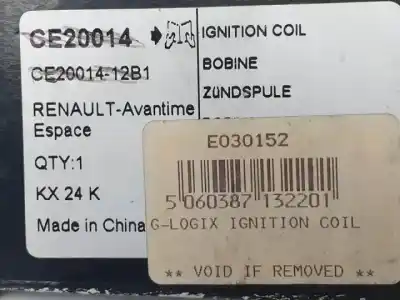 CE20014
CE20014-12B1
RENAULT-Avantime
Espace
QTY:1
KX 24 K
Made in China
IGNITION COIL
BOBINE
ZÜNDSPULE
E030152
5 060387 132201
G-LOGIX IGNITION COIL
** VOID IF REMOVED **